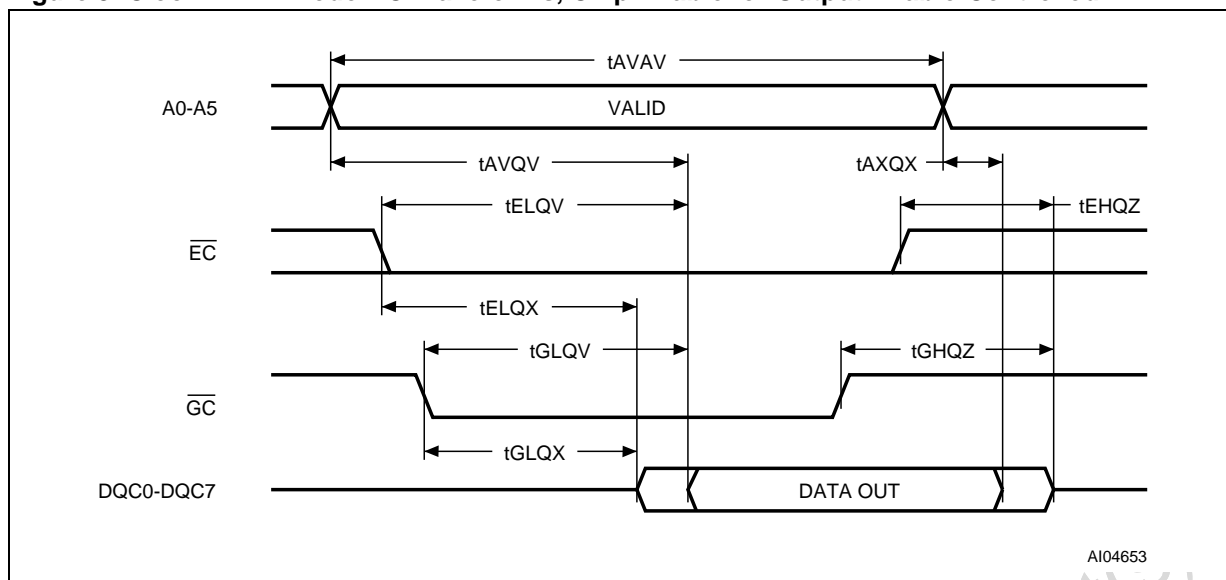 tAVAV
A0-A5
VALID
tAVQV
tAXQX
tELQV
tEHQZ
EC
tELQX
tGLQV
tGHQZ
GC
tGLQX
DQC0-DQC7
DATA OUT
AI04653